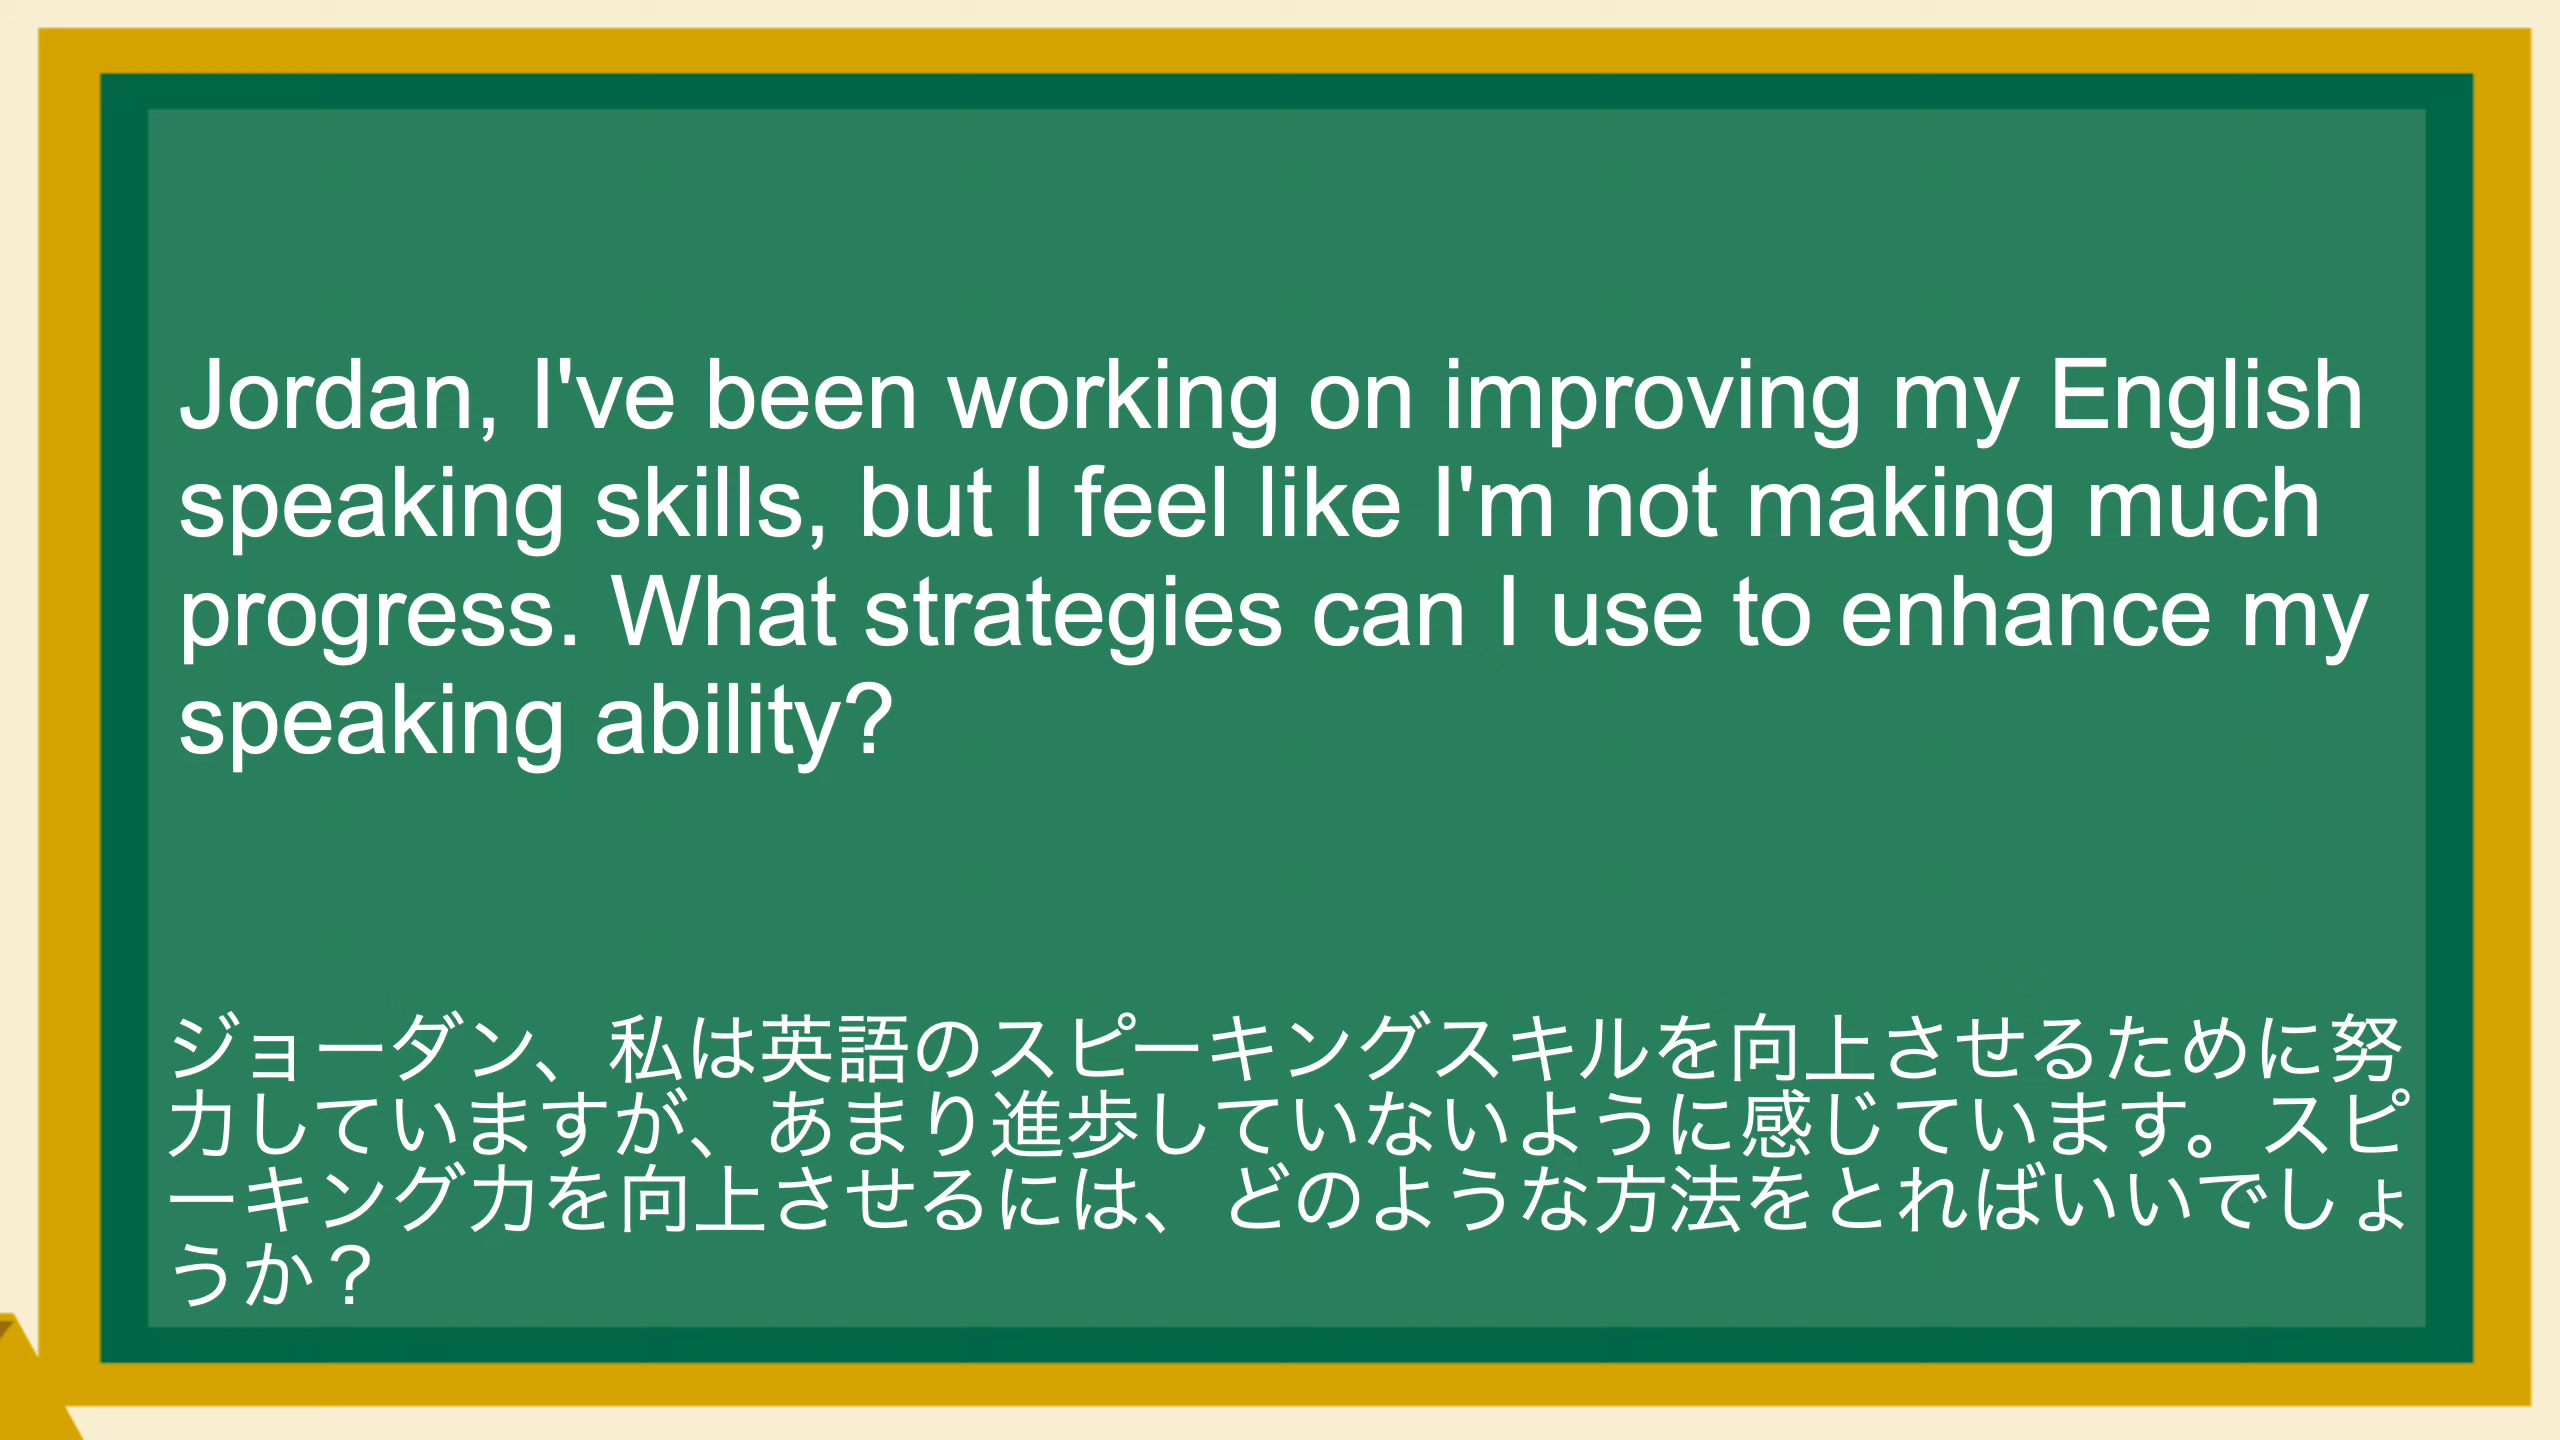 Jordan, I've been working on improving my English
speaking skills, but I feel like I'm not making much
progress. What strategies can I use to enhance my
speaking ability?
ジョーダン、私は英語のスピーキングスキルを向上させるために努
力していますが、あまり進歩していないように感じています。スピ
ーキング力を向上させるには、どのような方法をとればいいでしょ
うか？